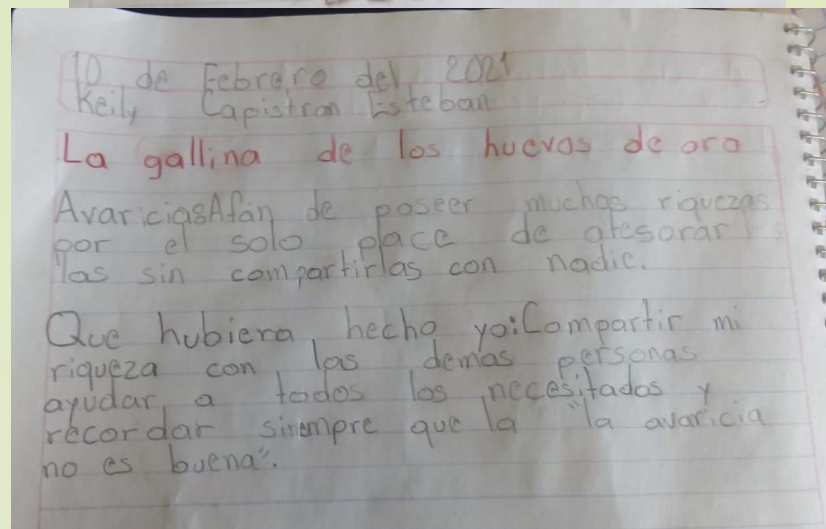 10 de Febrero del 2021
Keily Capistran Esteban
La gallina de los huevos de oro
Avaricia:Afán de poseer muchas riquezas
por el solo place de atesorar
las sin compartirlas con nadie.
Que hubiera hecho yo:Compartir mi
riqueza con las demas personas
ayudar a todos los necesitados y
recordar siempre que la "la avaricia
no es buena".